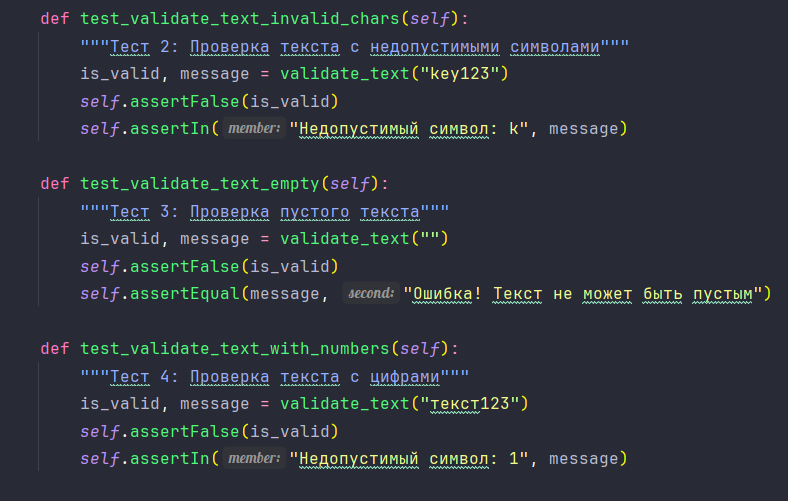 def test_validate_text_invalid_chars(self):
"""Тест 2: Проверка текста с недопустимыми символами"""
is_valid, message = validate_text("key123")
self.assertFalse(is_valid)
self.assertIn( member: "Недопустимый символ: k", message)
def test_validate_text_empty(self):
"""Тест 3: Проверка пустого текста"""
is_valid, message = validate_text("")
self.assertFalse(is_valid)
self.assertEqual(message, second: "Ошибка! Текст не может быть пустым")
def test_validate_text_with_numbers(self):
"""Тест 4: Проверка текста с цифрами"""
is_valid, message = validate_text("текст123")
self.assertFalse(is_valid)
self.assertIn( member: "Недопустимый символ: 1", message)